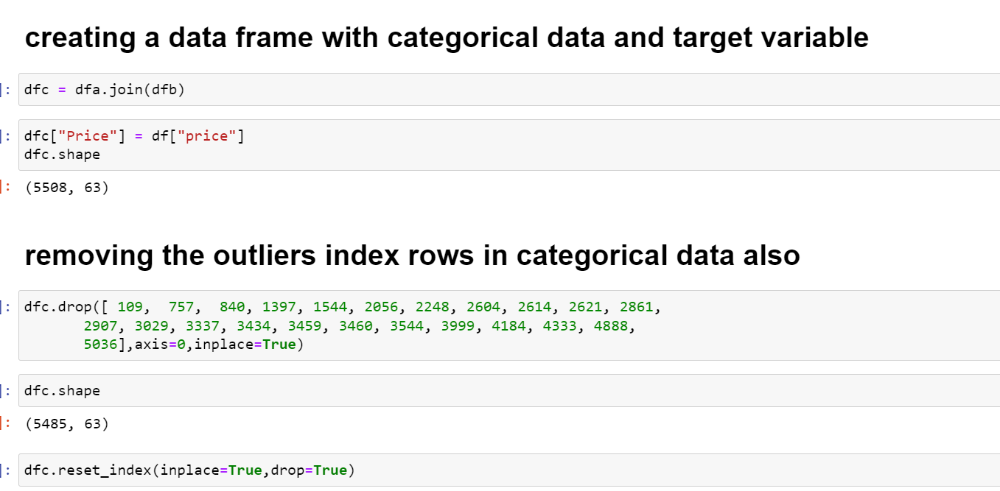 creating a data frame with categorical data and target variable
]: dfc = dfa.join(dfb)
]: dfc["Price"] = df["price"]
dfc.shape
]: (5508, 63)
removing the outliers index rows in categorical data also
]: dfc.drop([ 109,  757,  840, 1397, 1544, 2056, 2248, 2604, 2614, 2621, 2861,
2907, 3029, 3337, 3434, 3459, 3460, 3544, 3999, 4184, 4333, 4888,
5036],axis=0,inplace=True)
]: dfc.shape
]: (5485, 63)
]: dfc.reset_index(inplace=True,drop=True)